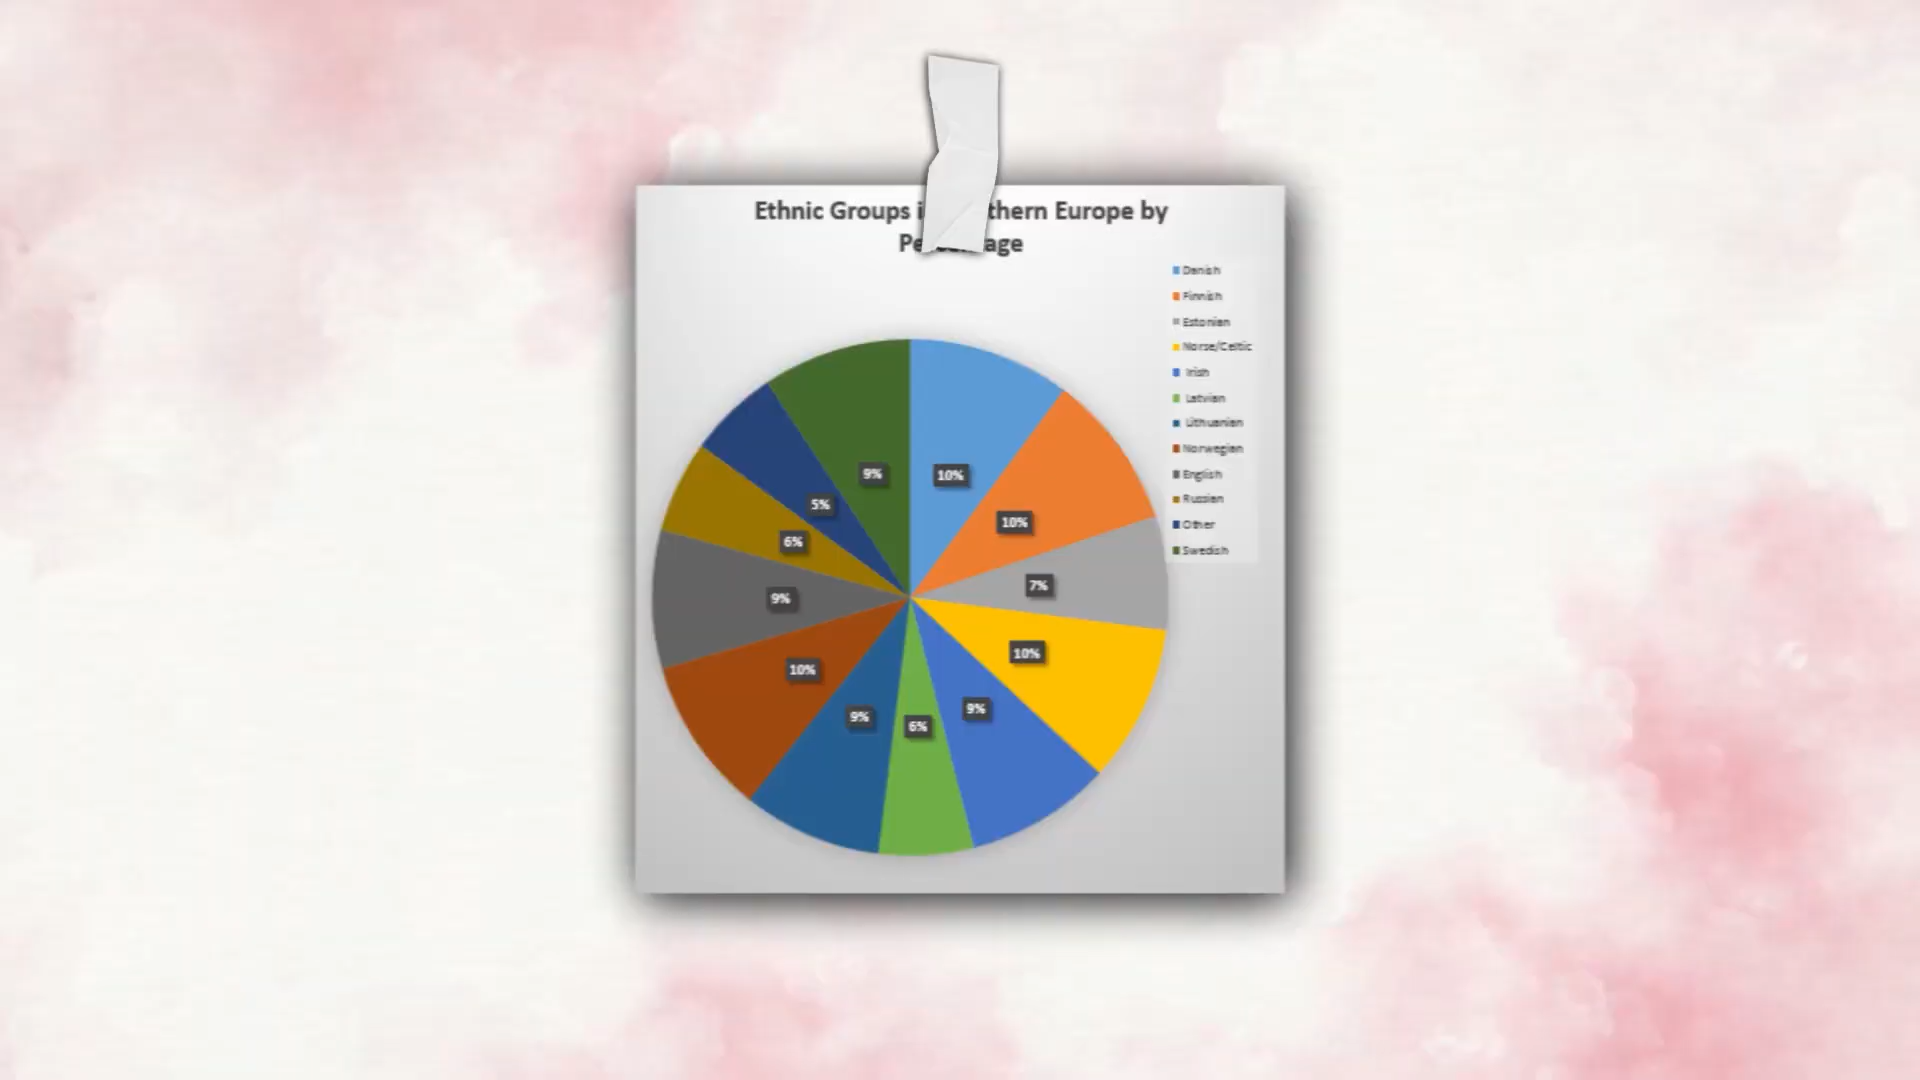 Ethnic Groups thern Europe by
age
Danish
Finnish
Estonian
Norse/Celtic
Irish
Latvian
Lithuanian
Norwegian
English
Russian
Other
Swedish
9%
10%
5%
10%
6%
7%
9%
10%
10%
9%
9%
6%